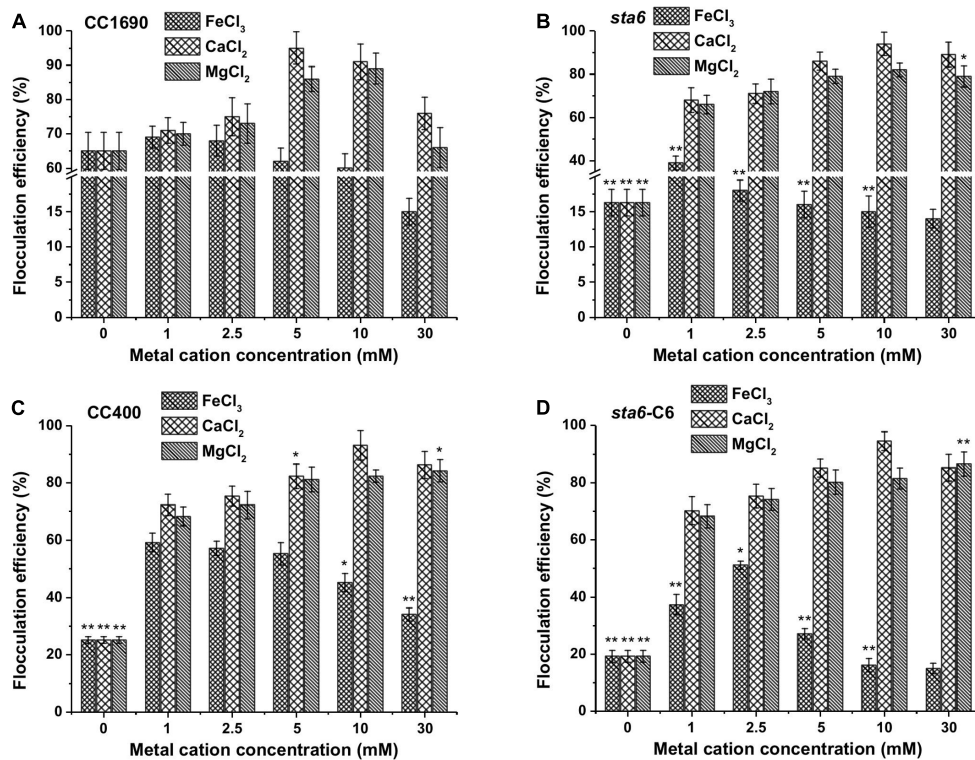 A
CC1690
FeCl3
CaCl2
MgCl2
Flocculation efficiency (%)
100
90
80
70
60
15
10
5
0
0 1 2.5 5 10 30
Metal cation concentration (mM)
B
sta6
FeCl3
CaCl2
MgCl2
Flocculation efficiency (%)
100
80
60
40
15
10
5
0
** ** ** ** ** ** ** *
0 1 2.5 5 10 30
Metal cation concentration (mM)
C
CC400
FeCl3
CaCl2
MgCl2
Flocculation efficiency (%)
100
80
60
40
20
0
** ** ** * * ** *
0 1 2.5 5 10 30
Metal cation concentration (mM)
D
sta6-C6
FeCl3
CaCl2
MgCl2
Flocculation efficiency (%)
100
80
60
40
20
0
** ** ** ** * ** ** **
0 1 2.5 5 10 30
Metal cation concentration (mM)